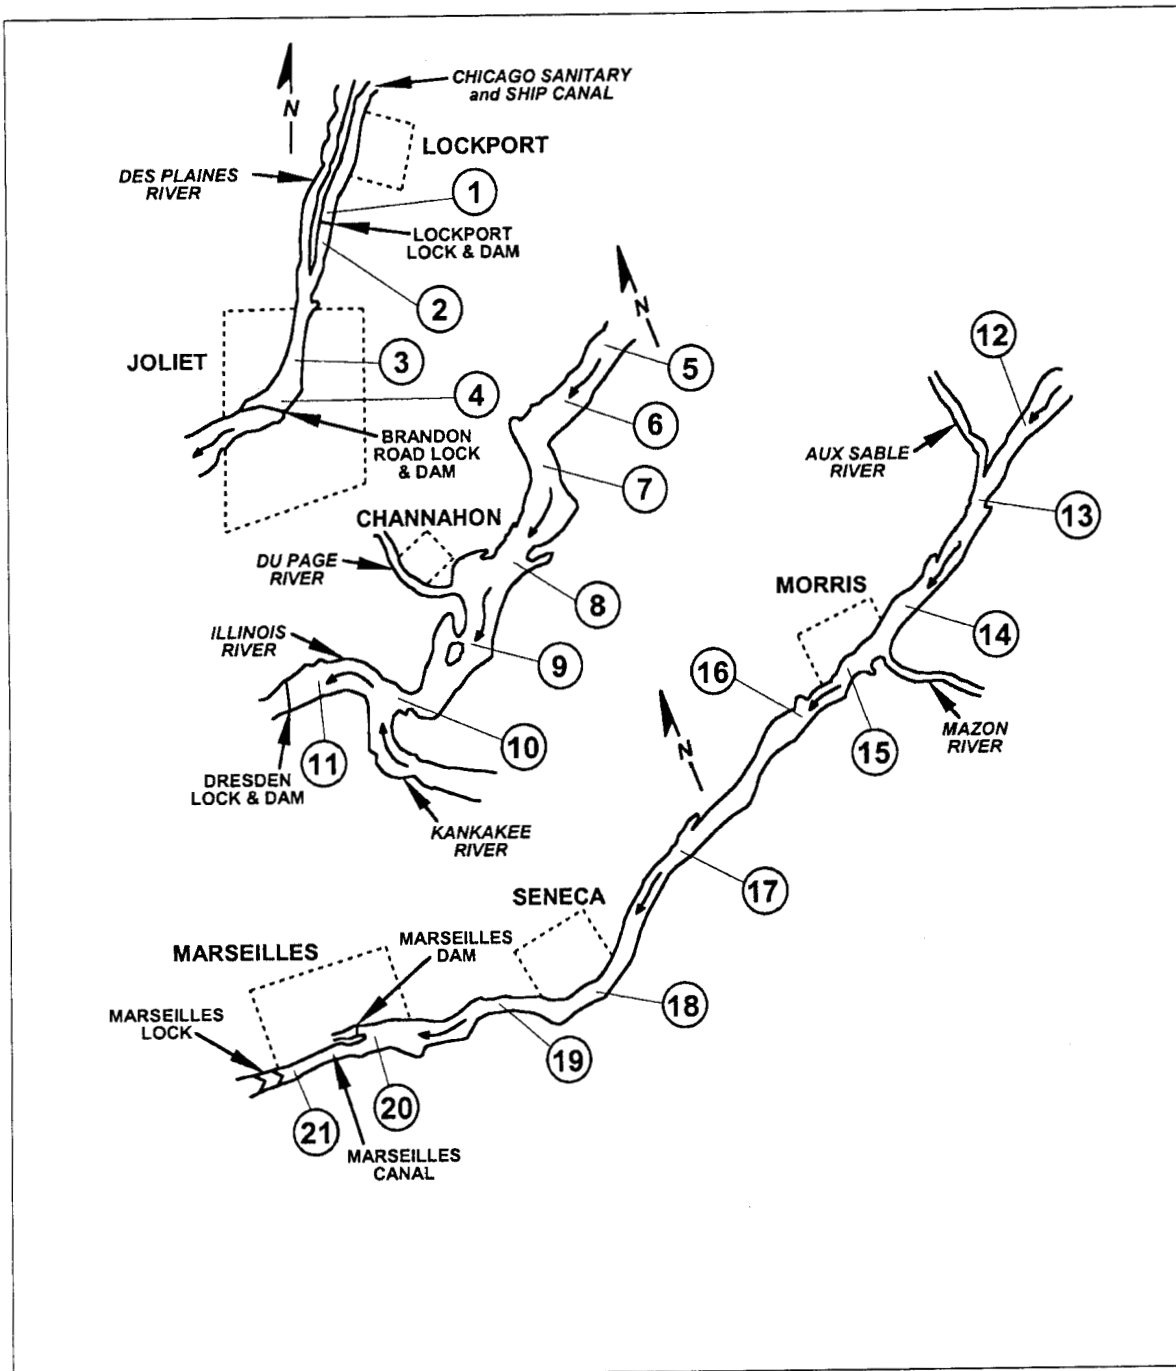 CHICAGO SANITARY
and SHIP CANAL
N
LOCKPORT
DES PLAINES
RIVER
1
LOCKPORT
LOCK & DAM
2
JOLIET
3
4
BRANDON
ROAD LOCK
& DAM
N
5
6
7
CHANNAHON
DU PAGE
RIVER
8
ILLINOIS
RIVER
9
10
11
DRESDEN
LOCK & DAM
KANKAKEE
RIVER
12
AUX SABLE
RIVER
13
MORRIS
14
16
15
MAZON
RIVER
N
17
SENECA
MARSEILLES
MARSEILLES
DAM
18
MARSEILLES
LOCK
19
20
21
MARSEILLES
CANAL